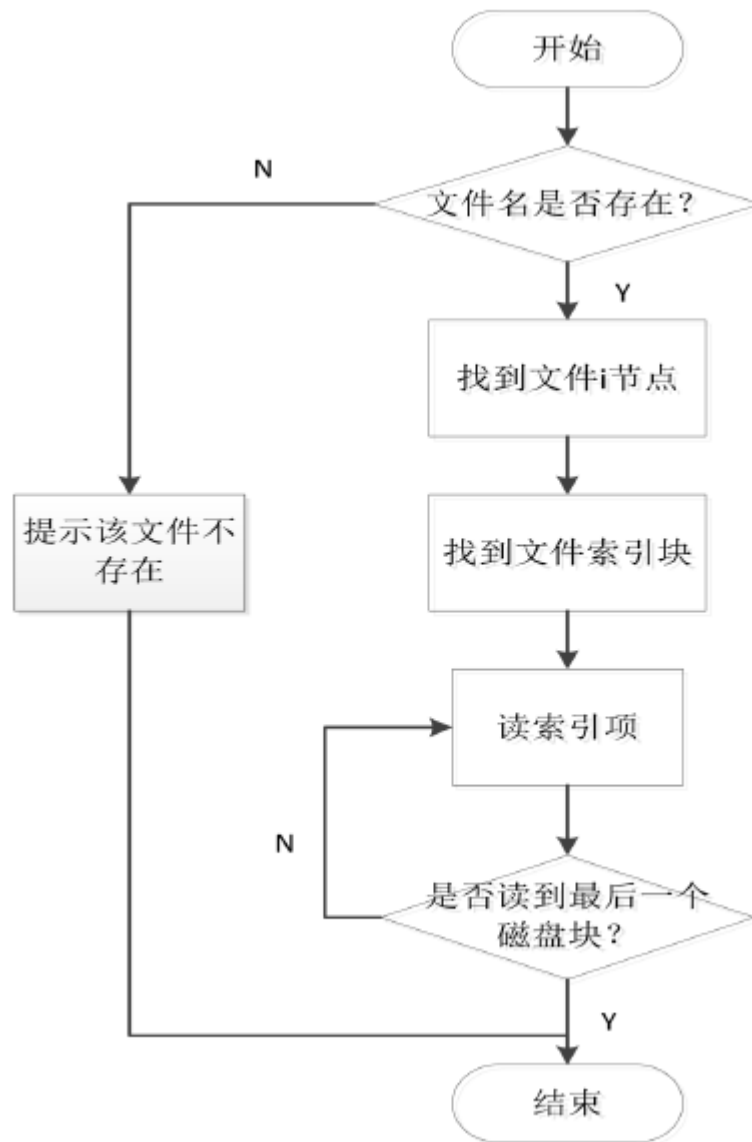 开始
N
文件名是否存在？
Y
找到文件i节点
提示该文件不
存在
找到文件索引块
读索引项
N
是否读到最后一个
磁盘块？
Y
结束